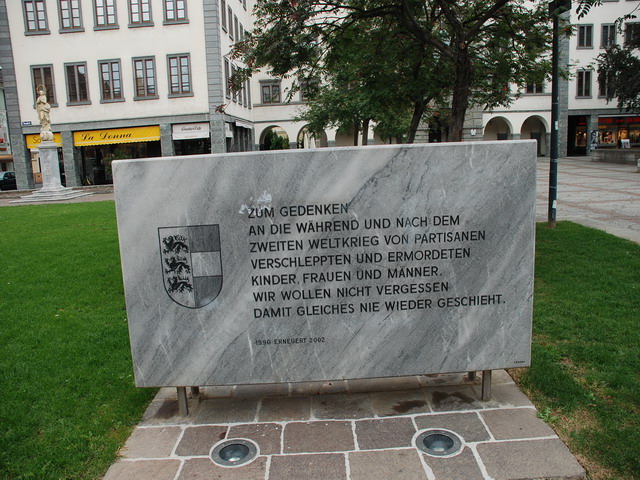 La Donna
ZUM GEDENKEN
AN DIE WÄHREND UND NACH DEM
ZWEITEN WELTKRIEG VON PARTISANEN
VERSCHLEPPTEN UND ERMORDETEN
KINDER, FRAUEN UND MÄNNER.
WIR WOLLEN NICHT VERGESSEN
DAMIT GLEICHES NIE WIEDER GESCHIEHT.
1990 ERNEUERT 2002